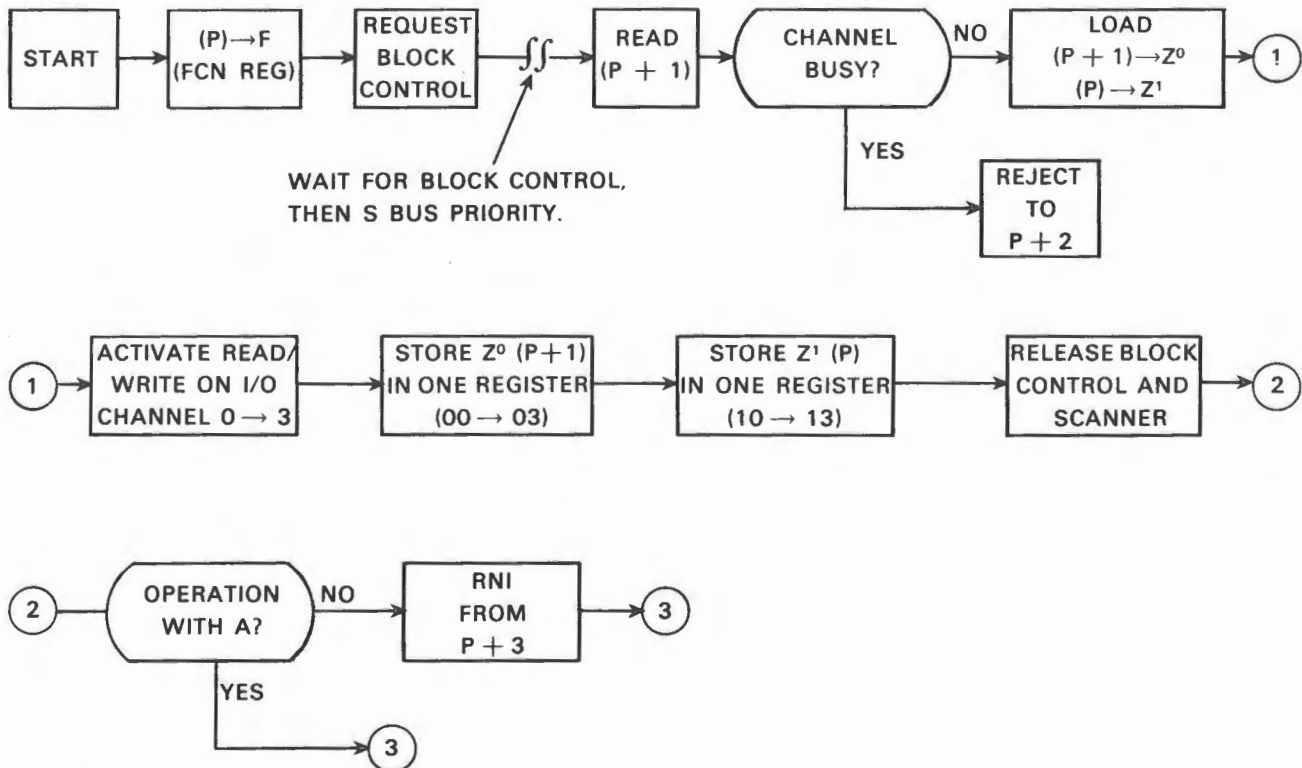 START
(P)→F
(FCN REG)
REQUEST
BLOCK
CONTROL
READ
(P + 1)
CHANNEL
BUSY?
NO
LOAD
(P + 1)→Z⁰
(P)→Z¹
1
WAIT FOR BLOCK CONTROL,
THEN S BUS PRIORITY.
YES
REJECT
TO
P + 2
1
ACTIVATE READ/
WRITE ON I/O
CHANNEL 0 → 3
STORE Z⁰ (P+1)
IN ONE REGISTER
(00 → 03)
STORE Z¹ (P)
IN ONE REGISTER
(10 → 13)
RELEASE BLOCK
CONTROL AND
SCANNER
2
2
OPERATION
WITH A?
NO
RNI
FROM
P + 3
3
YES
3